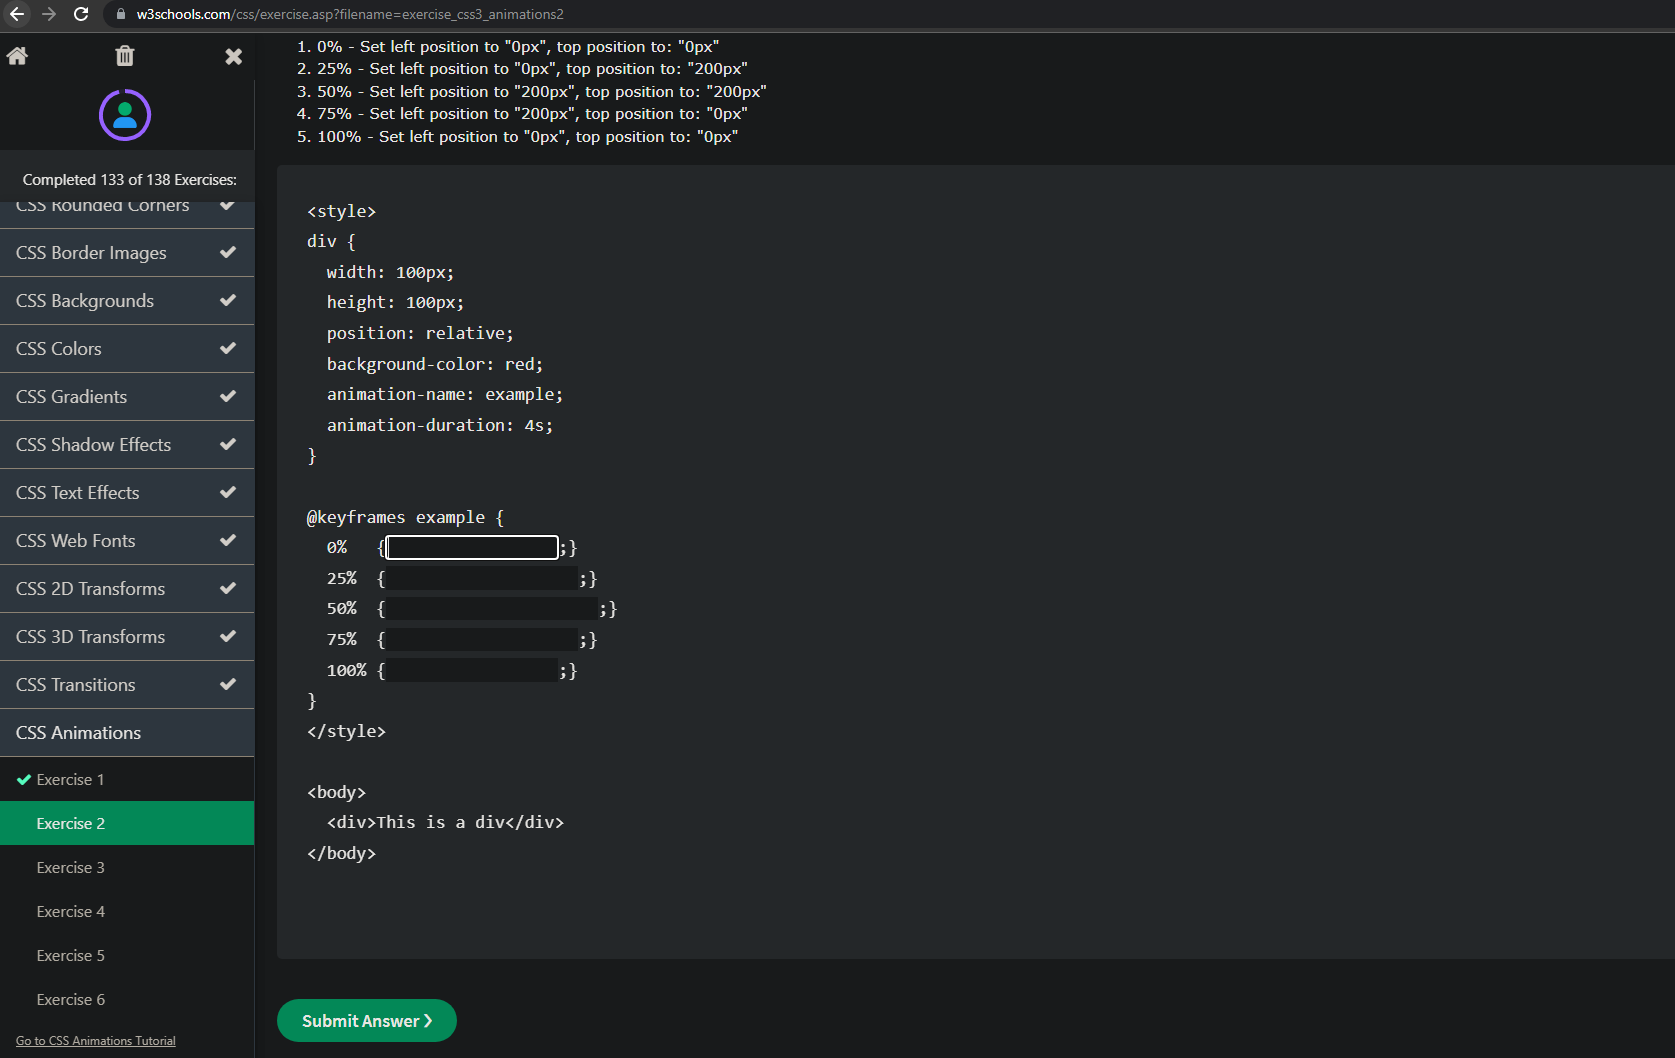 w3schools.com/css/exercise.asp?filename=exercise_css3_animations2
Completed 133 of 138 Exercises:
CSS Rounded Corners
CSS Border Images
CSS Backgrounds
CSS Colors
CSS Gradients
CSS Shadow Effects
CSS Text Effects
CSS Web Fonts
CSS 2D Transforms
CSS 3D Transforms
CSS Transitions
CSS Animations
Exercise 1
Exercise 2
Exercise 3
Exercise 4
Exercise 5
Exercise 6
Go to CSS Animations Tutorial
1. 0% - Set left position to "0px", top position to: "0px"
2. 25% - Set left position to "0px", top position to: "200px"
3. 50% - Set left position to "200px", top position to: "200px"
4. 75% - Set left position to "200px", top position to: "0px"
5. 100% - Set left position to "0px", top position to: "0px"
<style>
div {
width: 100px;
height: 100px;
position: relative;
background-color: red;
animation-name: example;
animation-duration: 4s;
}
@keyframes example {
0% { ;}
25% { ;}
50% { ;}
75% { ;}
100% { ;}
}
</style>
<body>
<div>This is a div</div>
</body>
Submit Answer ❯